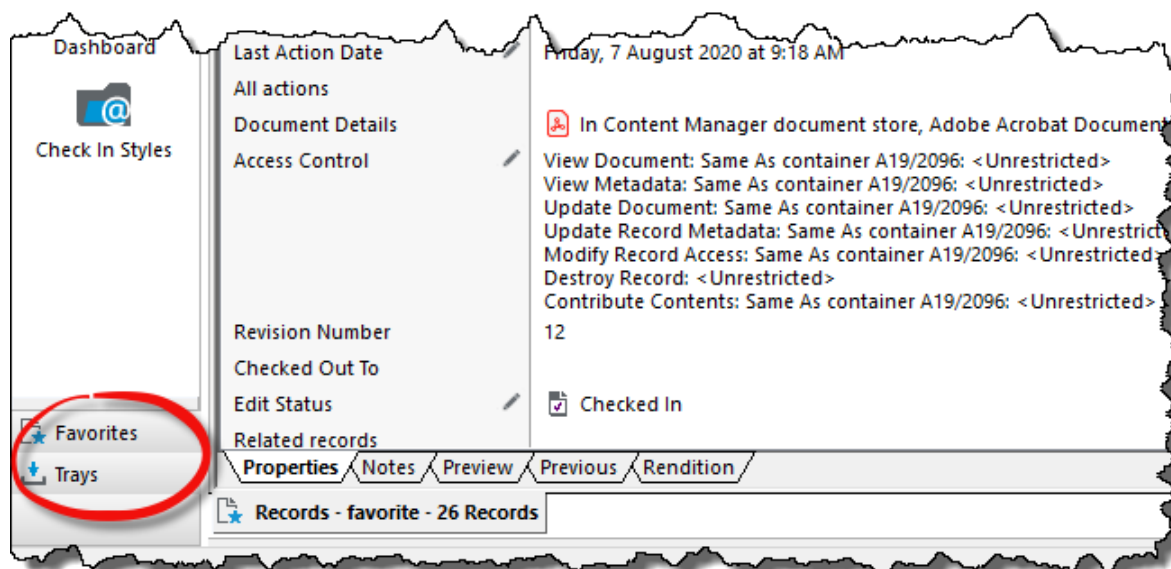 Dashboard
Check In Styles
Favorites
Trays
Last Action Date
Friday, 7 August 2020 at 9:18 AM
All actions
Document Details
In Content Manager document store, Adobe Acrobat Document
Access Control
View Document: Same As container A19/2096: <Unrestricted>
View Metadata: Same As container A19/2096: <Unrestricted>
Update Document: Same As container A19/2096: <Unrestricted>
Update Record Metadata: Same As container A19/2096: <Unrestrict
Modify Record Access: Same As container A19/2096: <Unrestricted>
Destroy Record: <Unrestricted>
Contribute Contents: Same As container A19/2096: <Unrestricted>
Revision Number
12
Checked Out To
Edit Status
Checked In
Related records
Properties Notes Preview Previous Rendition
Records - favorite - 26 Records